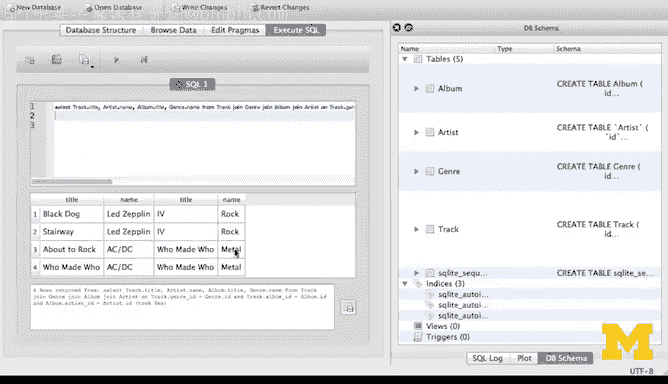 New Database Open Database Write Changes Revert Changes
Database Structure Browse Data Edit Pragmas Execute SQL
SQL 1
1 select Track.title, Artist.name, Album.title, Genre.name from Track join Genre join Album join Artist on Track.gen
2
3
title name title name
1 Black Dog Led Zepplin IV Rock
2 Stairway Led Zepplin IV Rock
3 About to Rock AC/DC Who Made Who Metal
4 Who Made Who AC/DC Who Made Who Metal
4 Rows returned from: select Track.title, Artist.name, Album.title, Genre.name from Track
join Genre join Album join Artist on Track.genre_id = Genre.id and Track.album_id = Album.id
and Album.artist_id = Artist.id (took 0ms)
DB Schema
Name Type Schema
Tables (5)
Album CREATE TABLE Album (
id...
Artist CREATE TABLE `Artist` (
`id`...
Genre CREATE TABLE Genre (
id...
Track CREATE TABLE Track (
id...
sqlite_sequ... CREATE TABLE sqlite_se...
Indices (3)
sqlite_autoi...
sqlite_autoi...
sqlite_autoi...
Views (0)
Triggers (0)
M
SQL Log Plot DB Schema
UTF-8